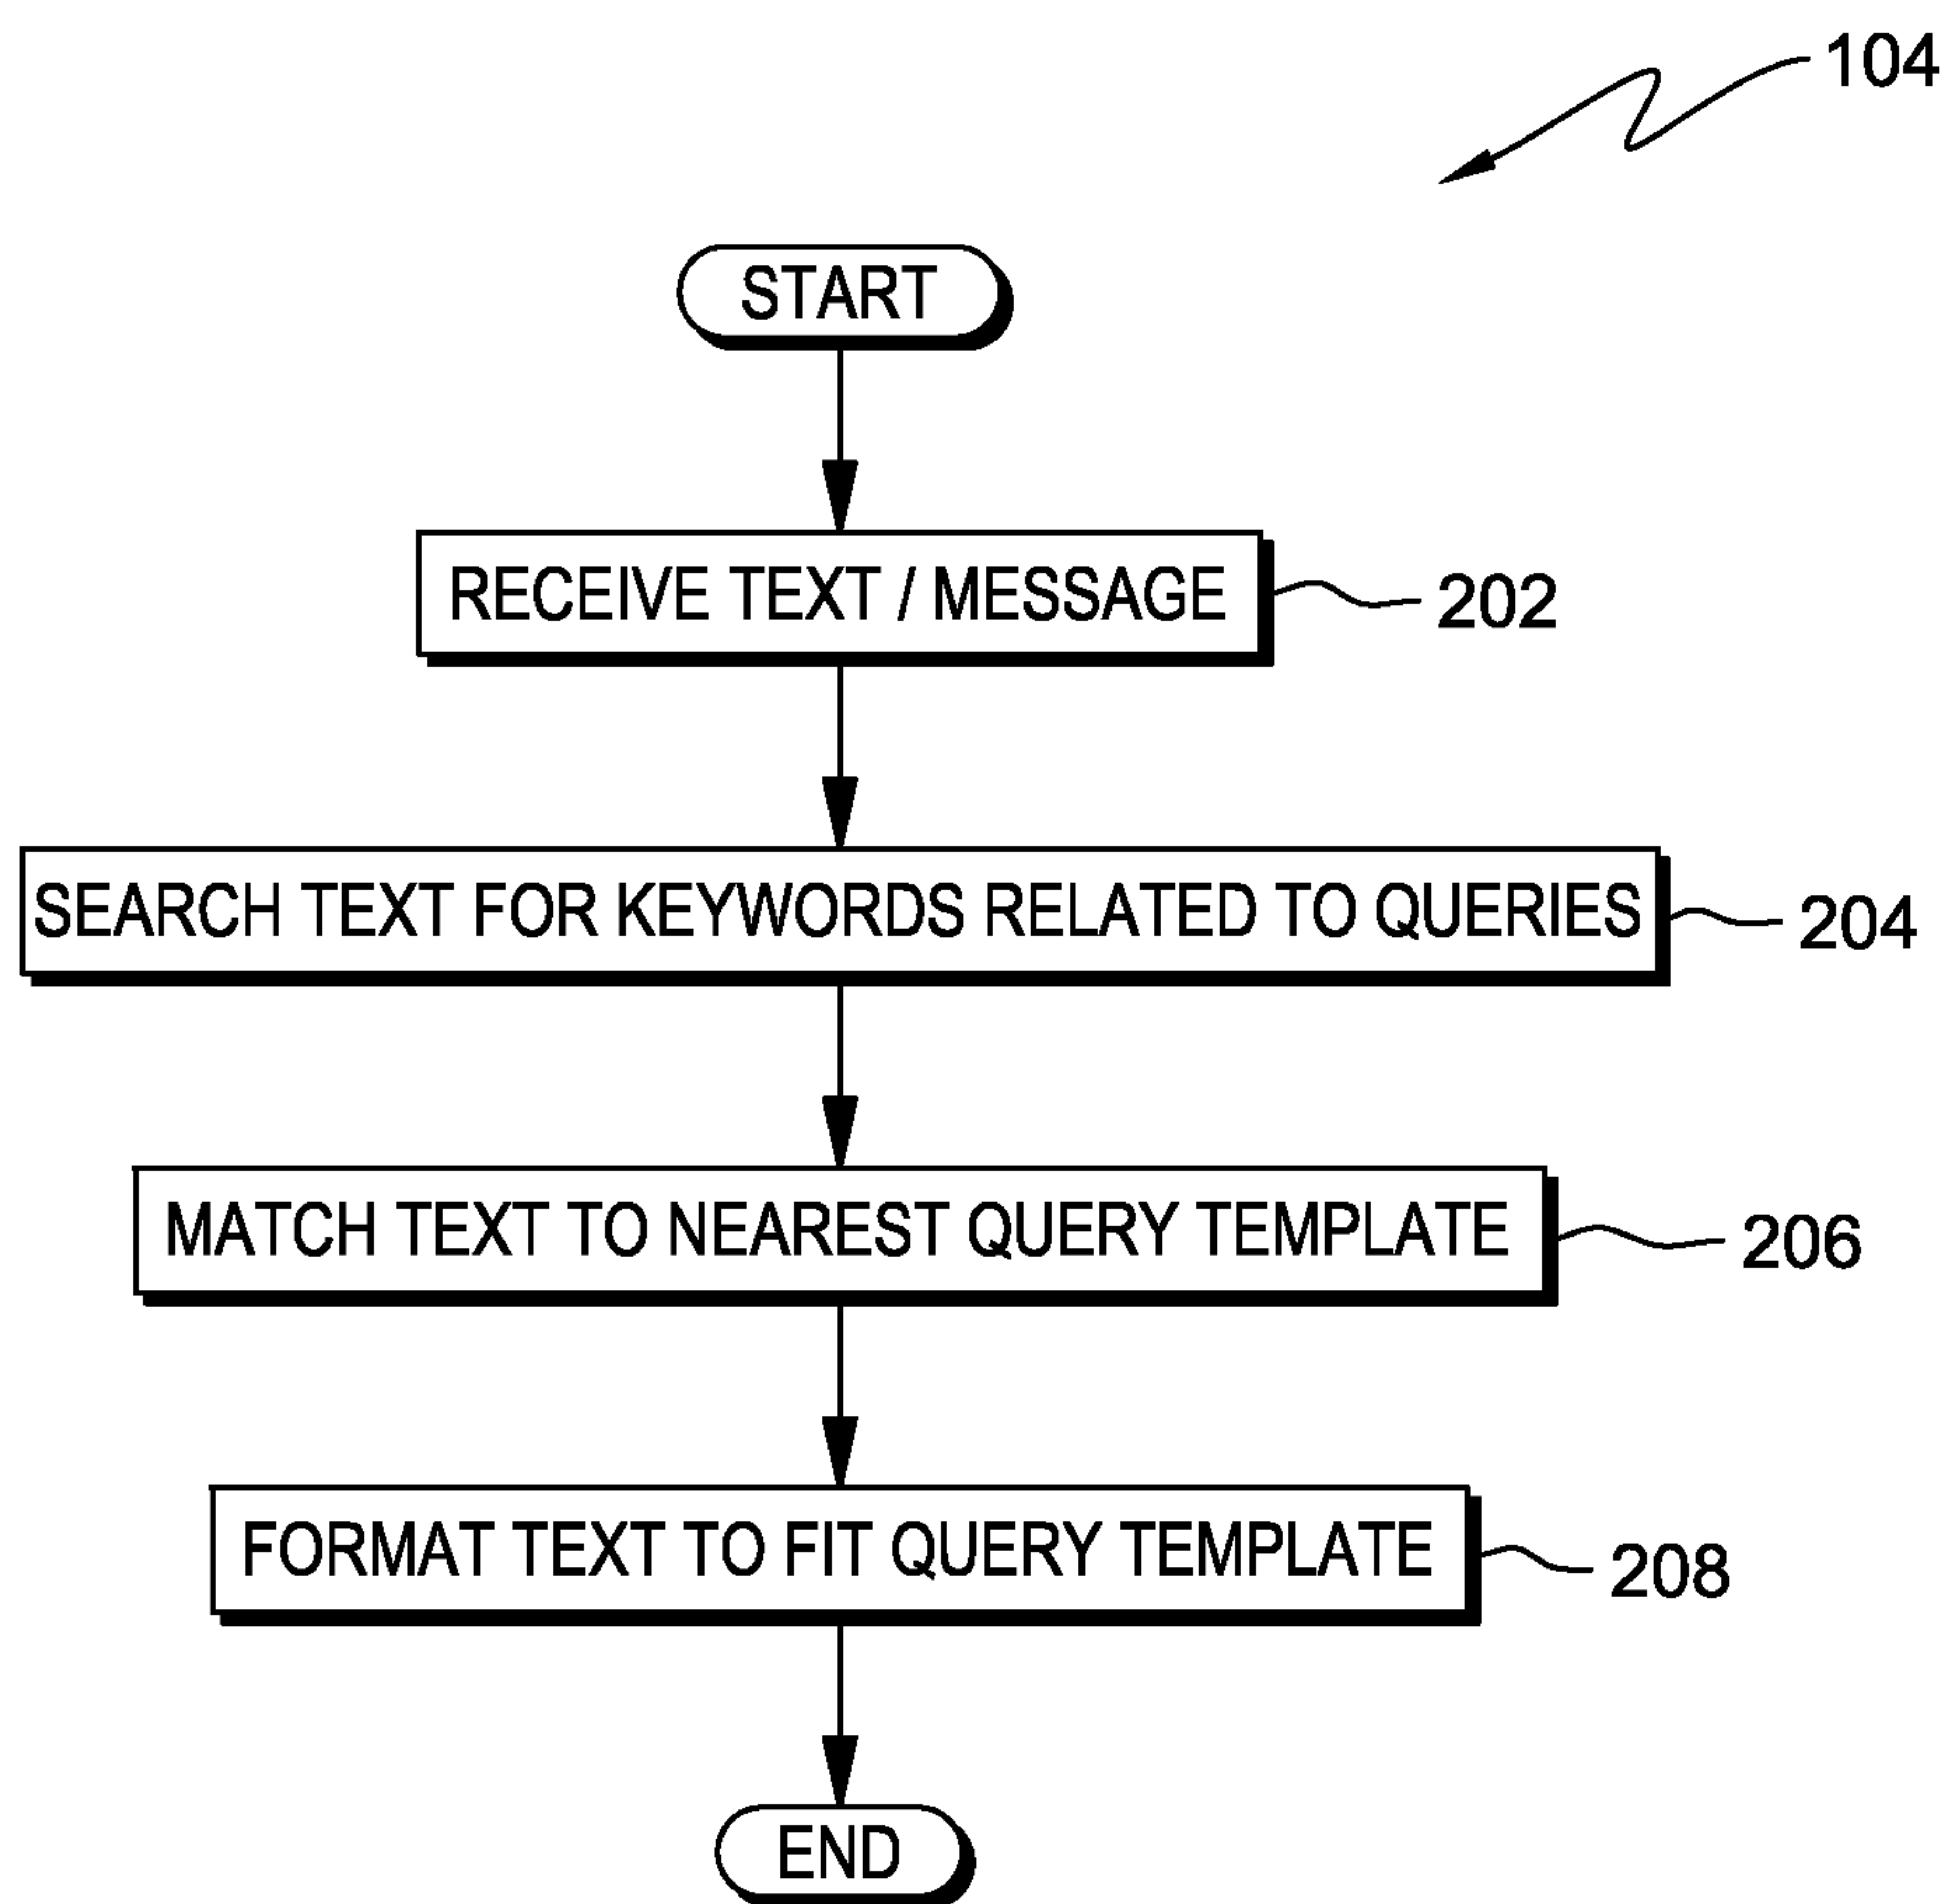 104
START
RECEIVE TEXT / MESSAGE
202
SEARCH TEXT FOR KEYWORDS RELATED TO QUERIES
204
MATCH TEXT TO NEAREST QUERY TEMPLATE
206
FORMAT TEXT TO FIT QUERY TEMPLATE
208
END